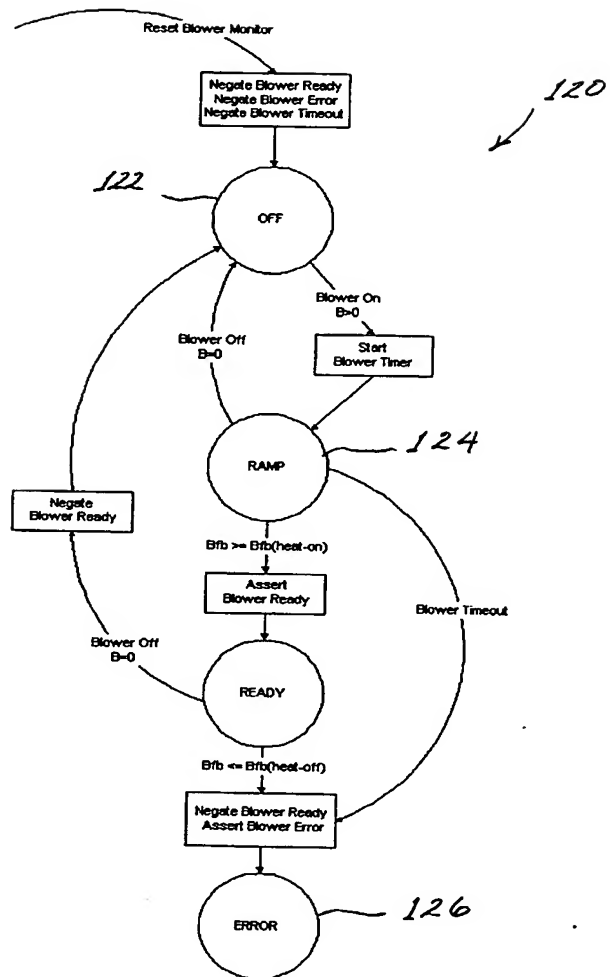 Reset Blower Monitor
Negate Blower Ready
Negate Blower Error
Negate Blower Timeout
120
122
OFF
Blower On
B>0
Blower Off
B=0
Start
Blower Timer
124
RAMP
Negate
Blower Ready
Bfb >= Bfb(heat-on)
Assert
Blower Ready
Blower Timeout
Blower Off
B=0
READY
Bfb <= Bfb(heat-off)
Negate Blower Ready
Assert Blower Error
126
ERROR